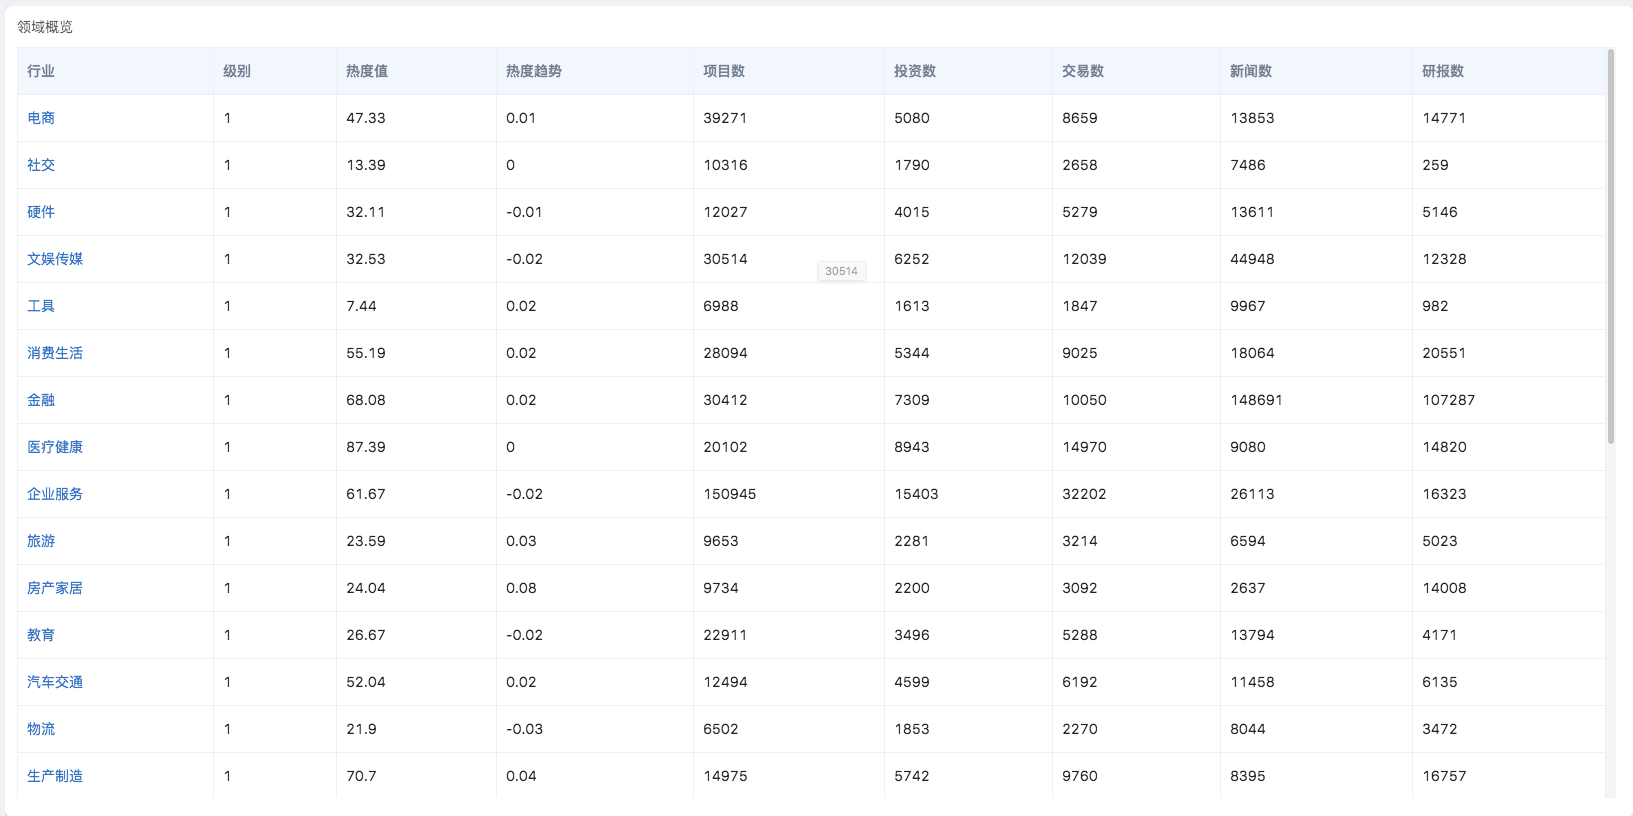 领域概览
行业 级别 热度值 热度趋势 项目数 投资数 交易数 新闻数 研报数
电商 1 47.33 0.01 39271 5080 8659 13853 14771
社交 1 13.39 0 10316 1790 2658 7486 259
硬件 1 32.11 -0.01 12027 4015 5279 13611 5146
文娱传媒 1 32.53 -0.02 30514 6252 12039 44948 12328
30514
工具 1 7.44 0.02 6988 1613 1847 9967 982
消费生活 1 55.19 0.02 28094 5344 9025 18064 20551
金融 1 68.08 0.02 30412 7309 10050 148691 107287
医疗健康 1 87.39 0 20102 8943 14970 9080 14820
企业服务 1 61.67 -0.02 150945 15403 32202 26113 16323
旅游 1 23.59 0.03 9653 2281 3214 6594 5023
房产家居 1 24.04 0.08 9734 2200 3092 2637 14008
教育 1 26.67 -0.02 22911 3496 5288 13794 4171
汽车交通 1 52.04 0.02 12494 4599 6192 11458 6135
物流 1 21.9 -0.03 6502 1853 2270 8044 3472
生产制造 1 70.7 0.04 14975 5742 9760 8395 16757